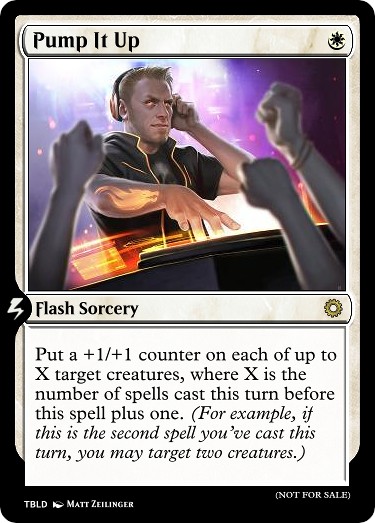 Pump It Up
Flash Sorcery
Put a +1/+1 counter on each of up to
X target creatures, where X is the
number of spells cast this turn before
this spell plus one. (For example, if
this is the second spell you've cast this
turn, you may target two creatures.)
(NOT FOR SALE)
TBLD Matt Zeilinger